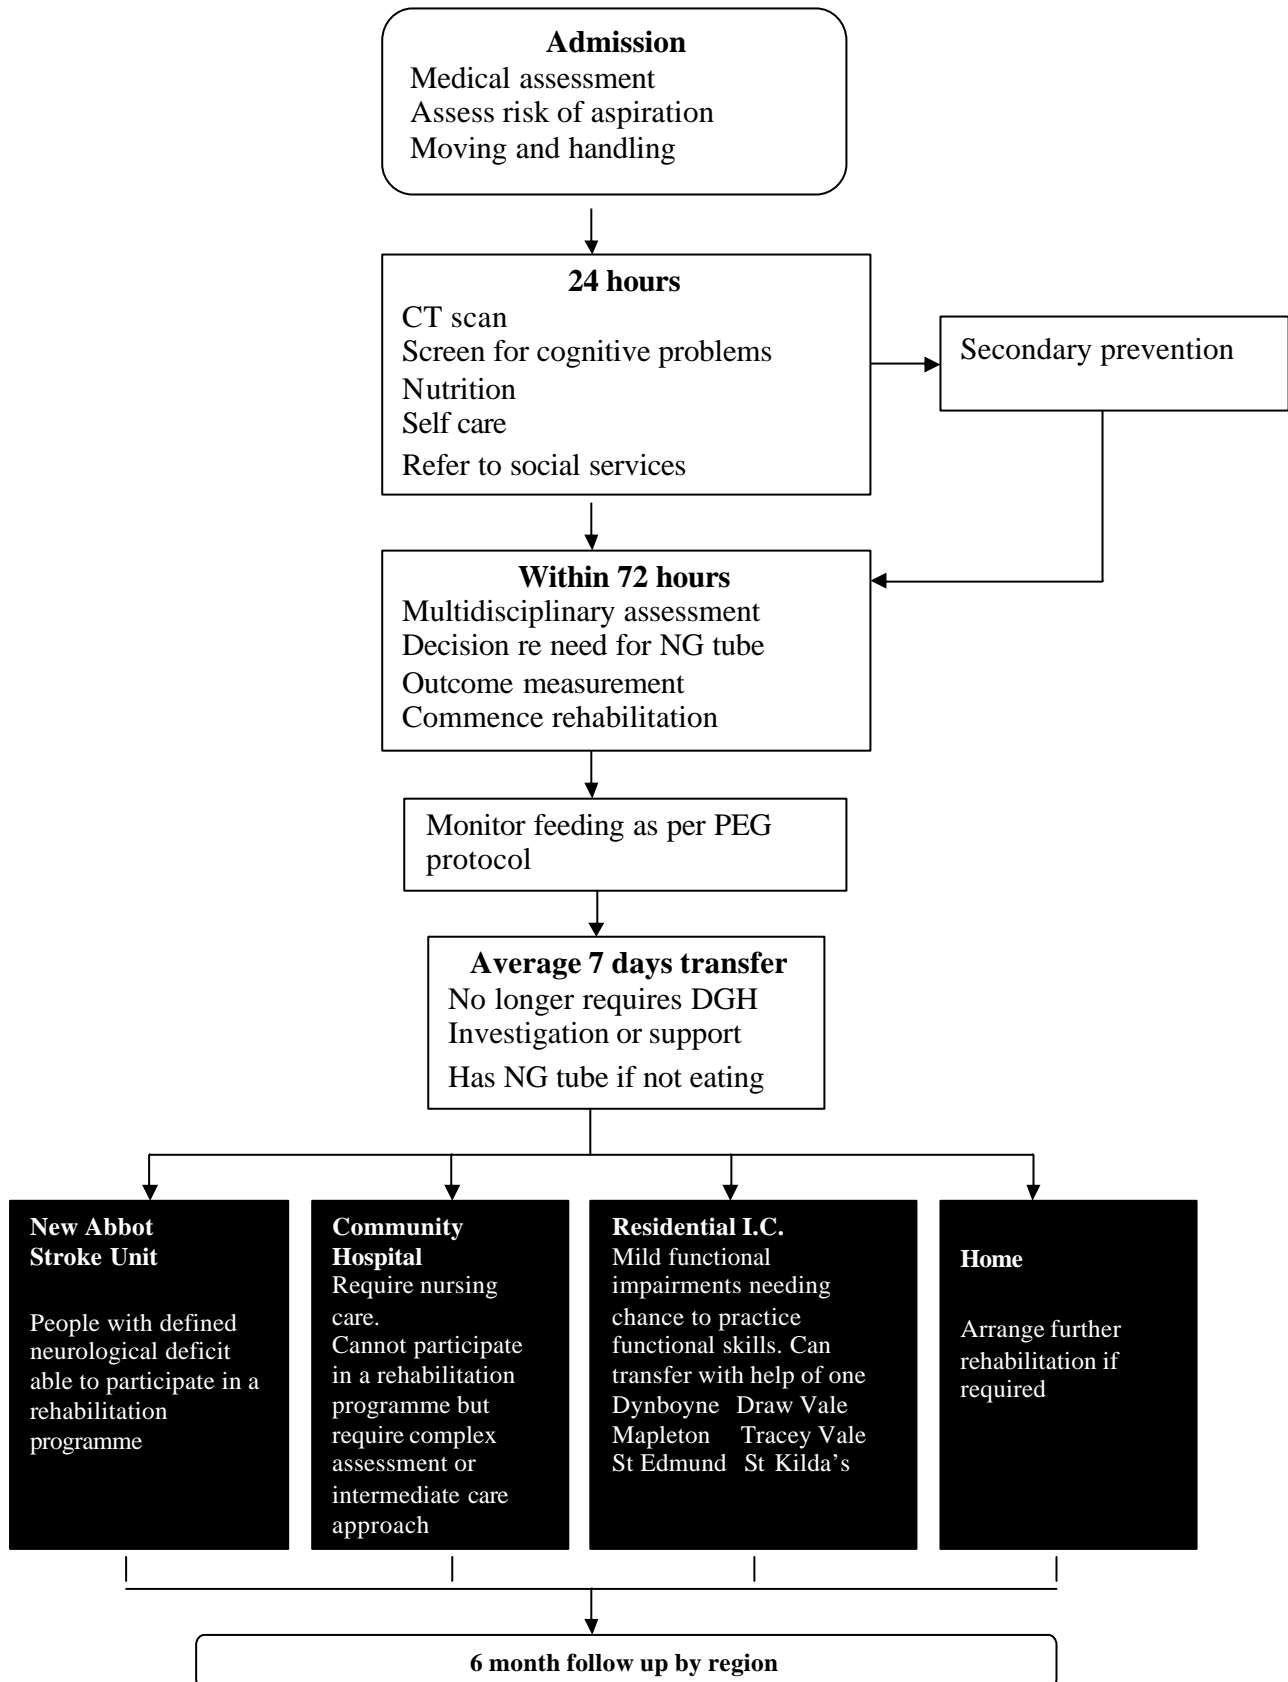 Admission
Medical assessment
Assess risk of aspiration
Moving and handling
24 hours
CT scan
Screen for cognitive problems
Nutrition
Self care
Refer to social services
Secondary prevention
Within 72 hours
Multidisciplinary assessment
Decision re need for NG tube
Outcome measurement
Commence rehabilitation
Monitor feeding as per PEG
protocol
Average 7 days transfer
No longer requires DGH
Investigation or support
Has NG tube if not eating
New Abbot
Stroke Unit
People with defined
neurological deficit
able to participate in a
rehabilitation
programme
Community
Hospital
Require nursing
care.
Cannot participate
in a rehabilitation
programme but
require complex
assessment or
intermediate care
approach
Residential I.C.
Mild functional
impairments needing
chance to practice
functional skills. Can
transfer with help of one
Dynboyne Draw Vale
Mapleton Tracey Vale
St Edmund St Kilda’s
Home
Arrange further
rehabilitation if
required
6 month follow up by region